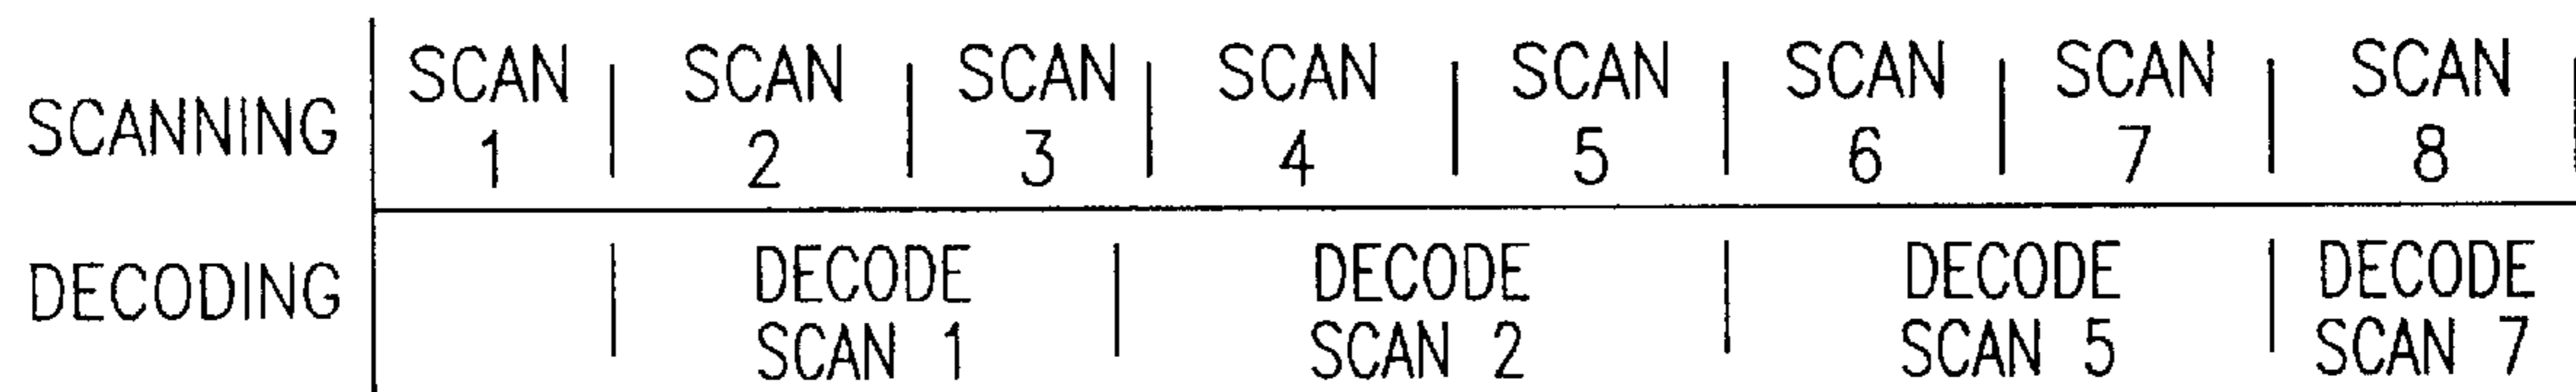 SCANNING
SCAN 1
SCAN 2
SCAN 3
SCAN 4
SCAN 5
SCAN 6
SCAN 7
SCAN 8
DECODING
DECODE
SCAN 1
DECODE
SCAN 2
DECODE
SCAN 5
DECODE
SCAN 7